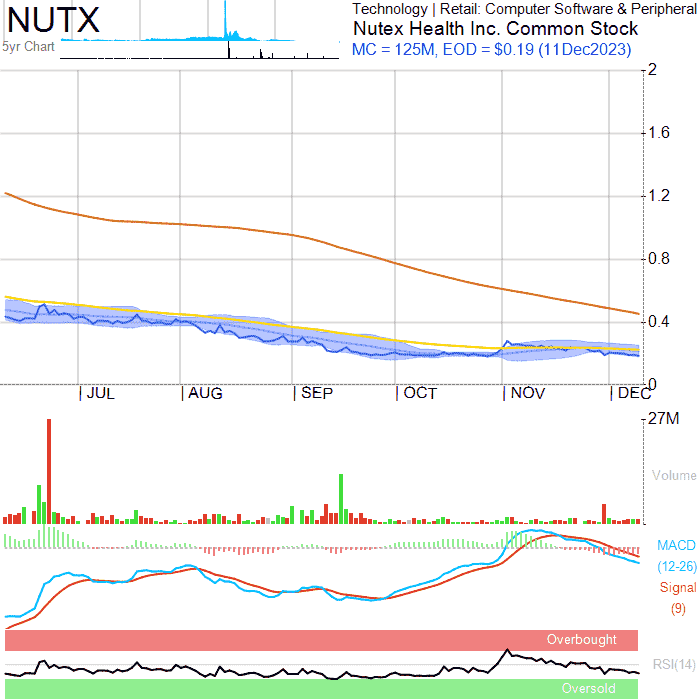 NUTX
5yr Chart
Technology | Retail: Computer Software & Peripheral
Nutex Health Inc. Common Stock
MC = 125M, EOD = $0.19 (11Dec2023)
2
1.6
1.2
0.8
0.4
0
JUL
AUG
SEP
OCT
NOV
DEC
27M
Volume
MACD
(12-26)
Signal
(9)
Overbought
RSI(14)
Oversold